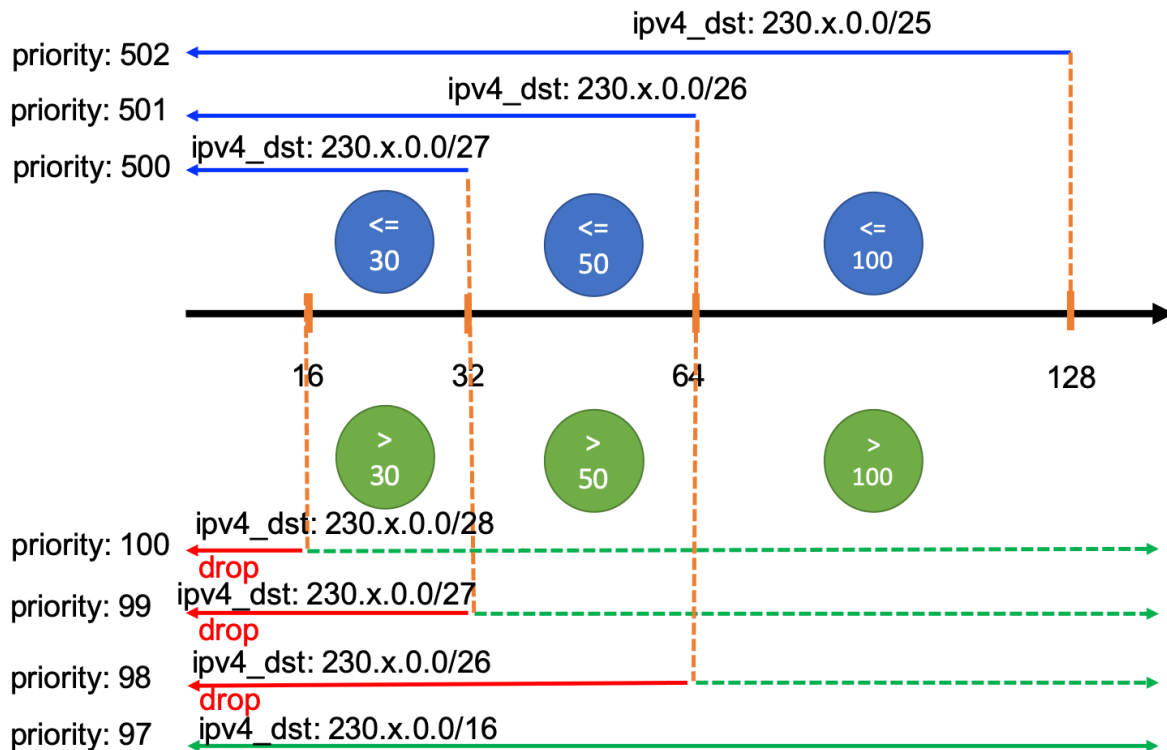 ipv4_dst: 230.x.0.0/25
priority: 502
ipv4_dst: 230.x.0.0/26
priority: 501
ipv4_dst: 230.x.0.0/27
priority: 500
<=
30
<=
50
<=
100
16
32
64
128
>
30
>
50
>
100
ipv4_dst: 230.x.0.0/28
priority: 100
drop
ipv4_dst: 230.x.0.0/27
priority: 99
drop
ipv4_dst: 230.x.0.0/26
priority: 98
drop
ipv4_dst: 230.x.0.0/16
priority: 97